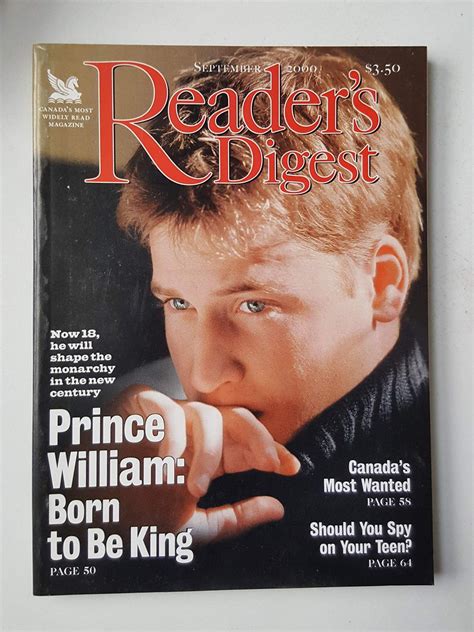 September 2000 $3.50
CANADA'S MOST
WIDELY READ
MAGAZINE
Reader's
Digest
Now 18,
he will
shape the
monarchy
in the new
century
Prince
William:
Born
to Be King
PAGE 50
Canada's
Most Wanted
PAGE 58
Should You Spy
on Your Teen?
PAGE 64